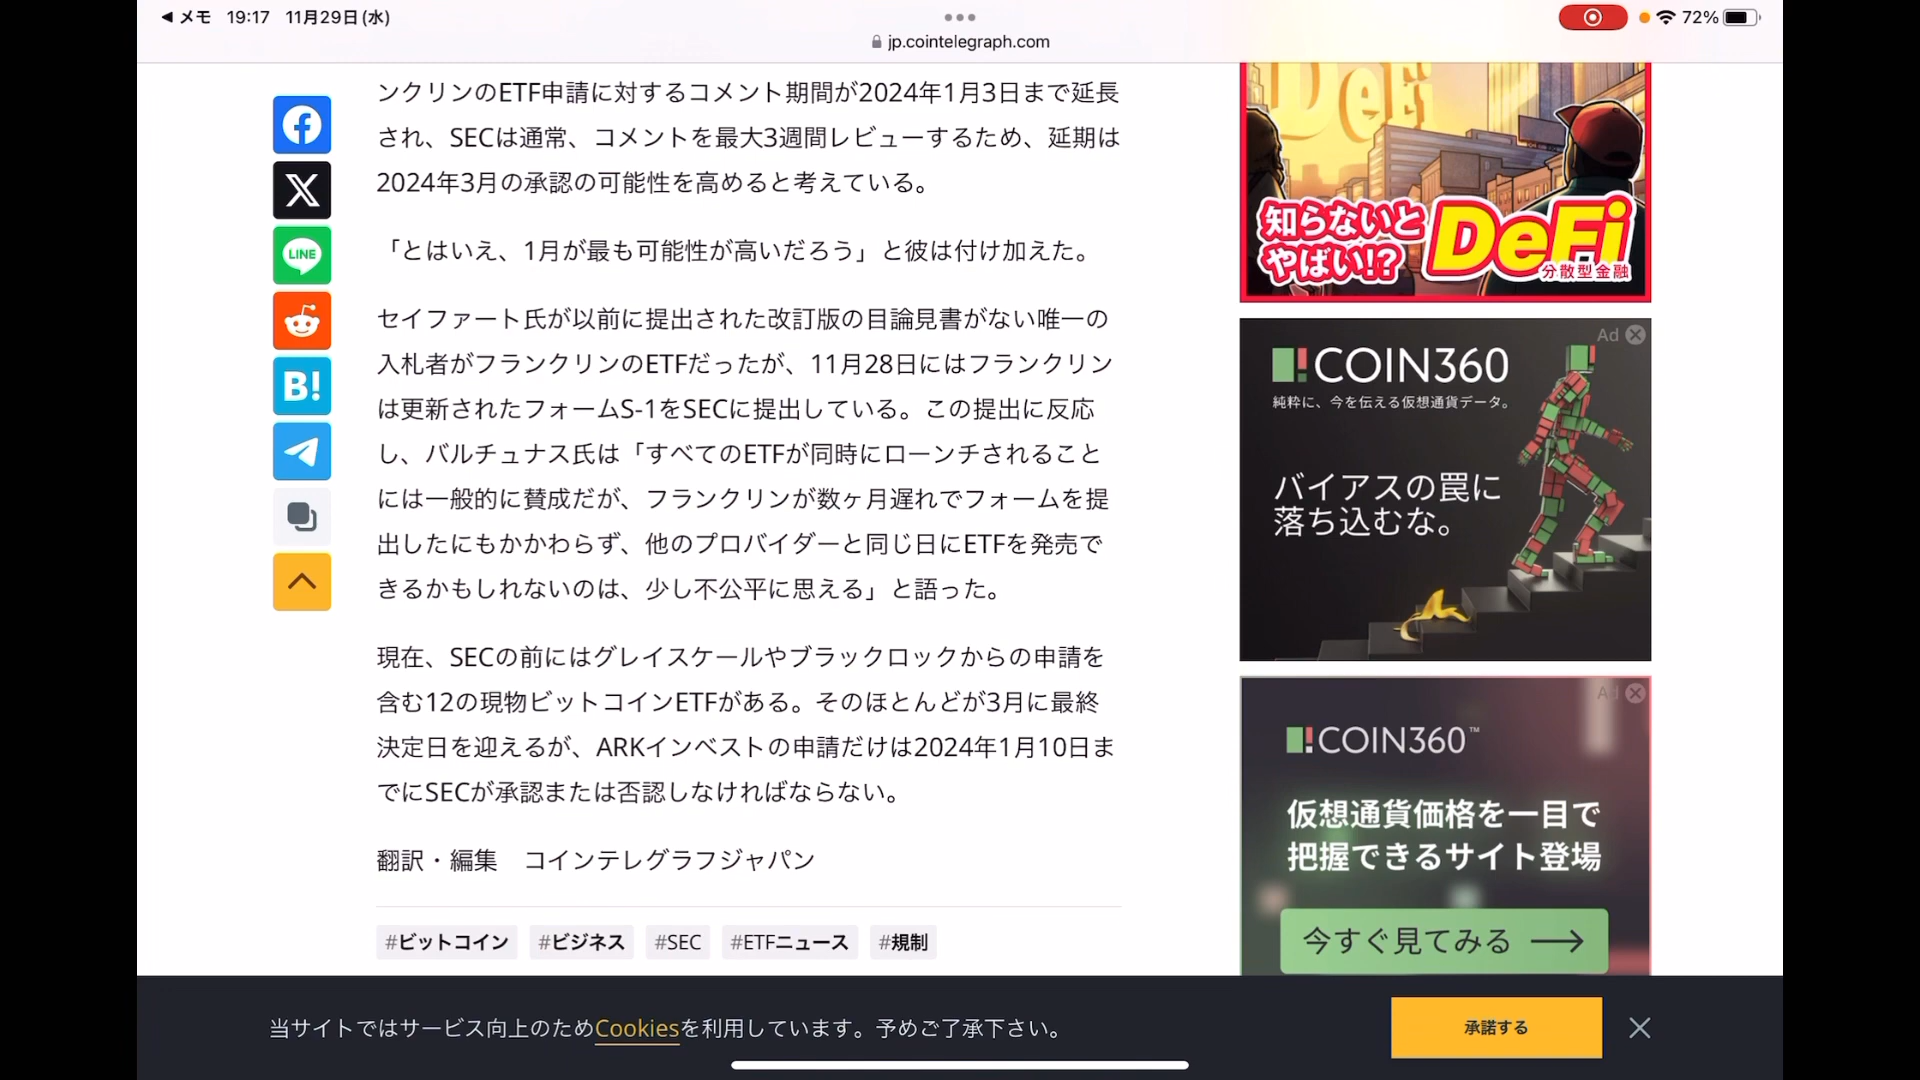 メモ 19:17 11月29日(水)
72%
jp.cointelegraph.com
ンクリンのETF申請に対するコメント期間が2024年1月3日まで延長
され、SECは通常、コメントを最大3週間レビューするため、延期は
2024年3月の承認の可能性を高めると考えている。
「とはいえ、1月が最も可能性が高いだろう」と彼は付け加えた。
セイファート氏が以前に提出された改訂版の目論見書がない唯一の
入札者がフランクリンのETFだったが、11月28日にはフランクリン
は更新されたフォームS-1をSECに提出している。この提出に反応
し、バルチュナス氏は「すべてのETFが同時にローンチされること
には一般的に賛成だが、フランクリンが数ヶ月遅れでフォームを提
出したにもかかわらず、他のプロバイダーと同じ日にETFを発売で
きるかもしれないのは、少し不公平に思える」と語った。
現在、SECの前にはグレイスケールやブラックロックからの申請を
含む12の現物ビットコインETFがある。そのほとんどが3月に最終
決定日を迎えるが、ARKインベストの申請だけは2024年1月10日ま
でにSECが承認または否認しなければならない。
翻訳・編集　コインテレグラフジャパン
#ビットコイン #ビジネス #SEC #ETFニュース #規制
LINE
B!
DeFi
知らないと
やばい!?
DeFi
分散型金融
Ad
COIN360
純粋に、今を伝える仮想通貨データ。
バイアスの罠に
落ち込むな。
Ad
COIN360™
仮想通貨価格を一目で
把握できるサイト登場
今すぐ見てみる
当サイトではサービス向上のためCookiesを利用しています。予めご了承下さい。
承諾する